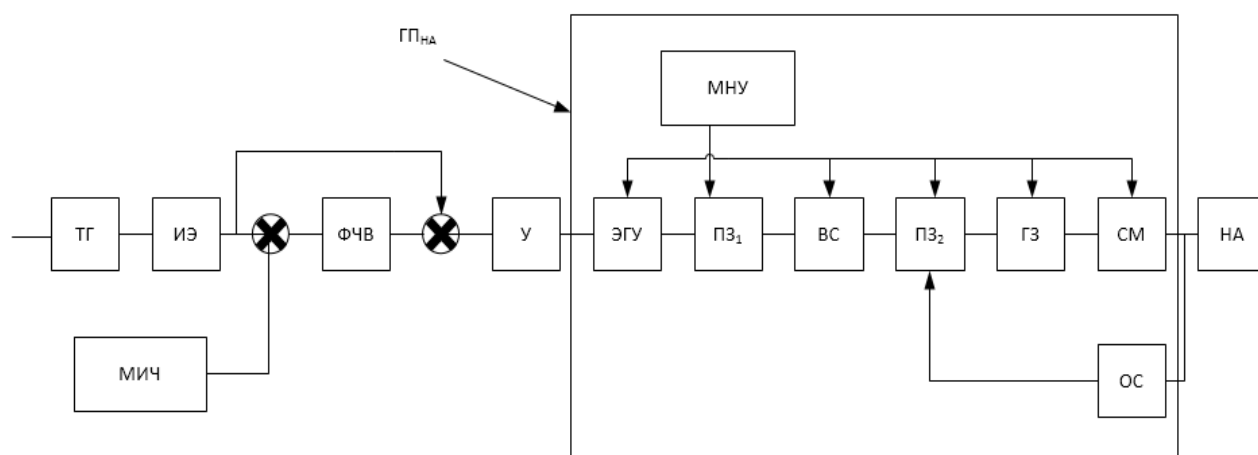 ГП_НА
МНУ
ТГ
ИЭ
ФЧВ
У
ЭГУ
ПЗ₁
ВС
ПЗ₂
ГЗ
СМ
НА
МИЧ
ОС